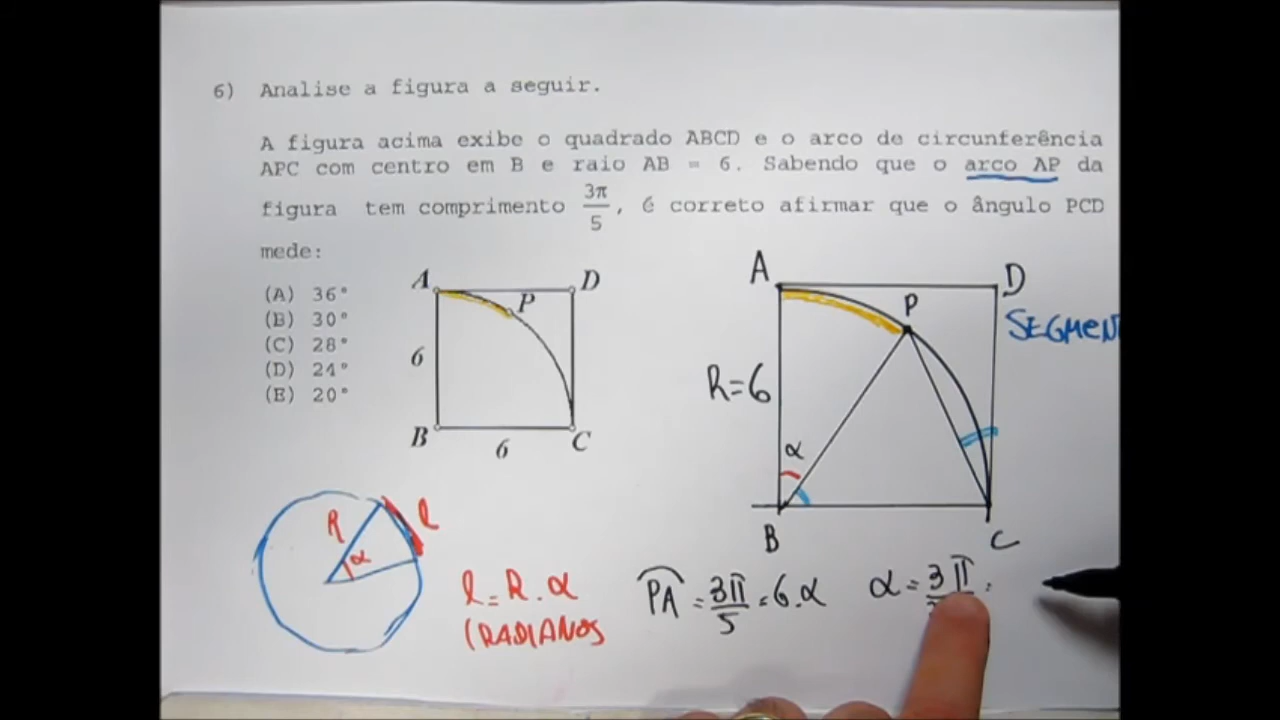 6) Analise a figura a seguir.
A figura acima exibe o quadrado ABCD e o arco de circunferência
APC com centro em B e raio AB = 6. Sabendo que o arco AP da
figura tem comprimento 3π/5, é correto afirmar que o ângulo PCD
mede:
(A) 36°
(B) 30°
(C) 28°
(D) 24°
(E) 20°
A D
P
6
B C
6
A D
P
SEGMEN
R=6
α
B C
R α l
l=R.α
(RADIANOS
PA = 3π/5 = 6.α α = 3π